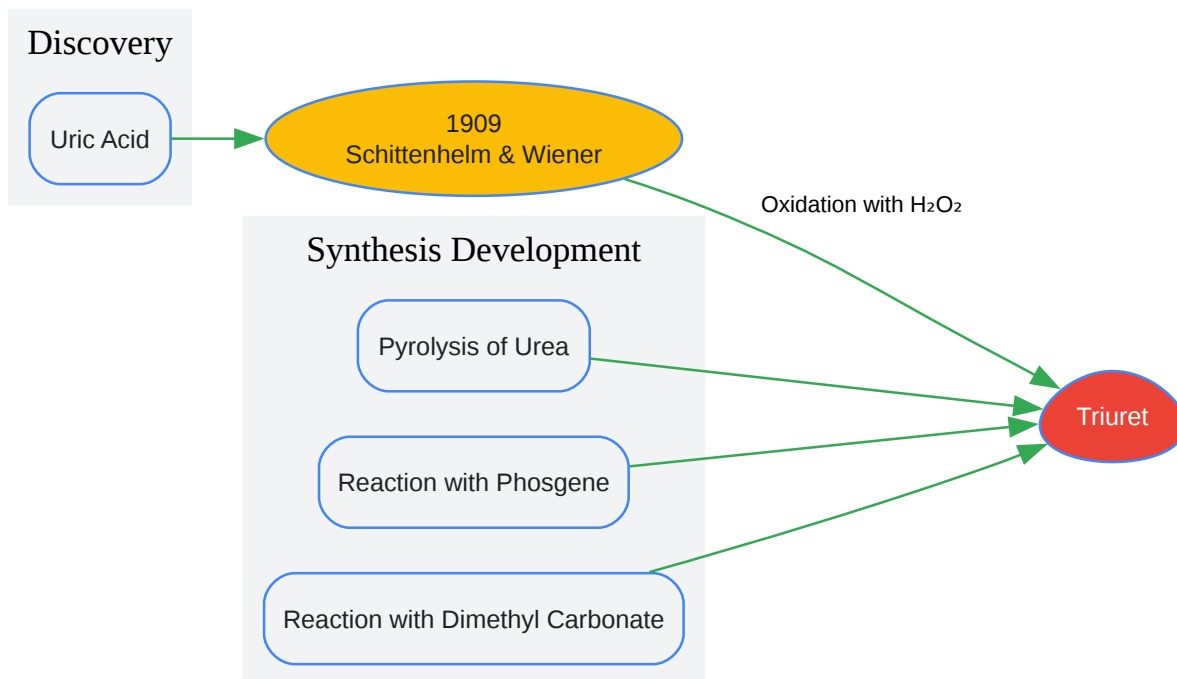 Discovery
Uric Acid
1909
Schittenhelm & Wiener
Oxidation with H₂O₂
Synthesis Development
Pyrolysis of Urea
Triuret
Reaction with Phosgene
Reaction with Dimethyl Carbonate